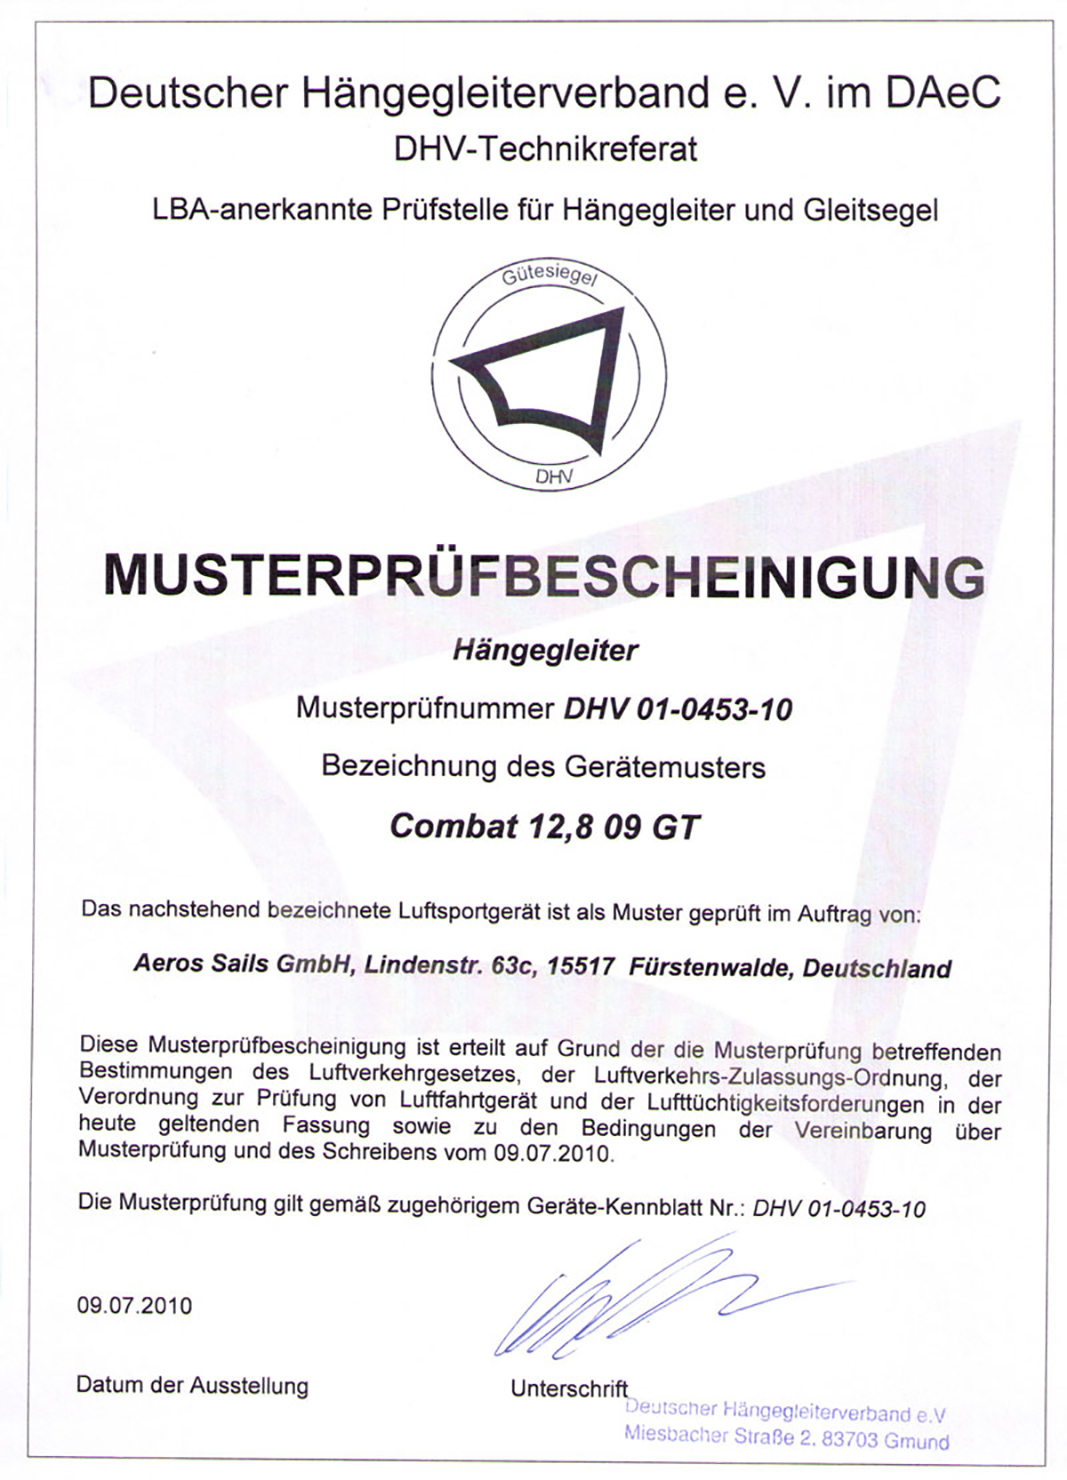 Deutscher Hängegleiterverband e. V. im DAeC
DHV-Technikreferat
LBA-anerkannte Prüfstelle für Hängegleiter und Gleitsegel
Gütesiegel
DHV
MUSTERPRÜFBESCHEINIGUNG
Hängegleiter
Musterprüfnummer DHV 01-0453-10
Bezeichnung des Gerätemusters
Combat 12,8 09 GT
Das nachstehend bezeichnete Luftsportgerät ist als Muster geprüft im Auftrag von:
Aeros Sails GmbH, Lindenstr. 63c, 15517 Fürstenwalde, Deutschland
Diese Musterprüfbescheinigung ist erteilt auf Grund der die Musterprüfung betreffenden
Bestimmungen des Luftverkehrgesetzes, der Luftverkehrs-Zulassungs-Ordnung, der
Verordnung zur Prüfung von Luftfahrtgerät und der Lufttüchtigkeitsforderungen in der
heute geltenden Fassung sowie zu den Bedingungen der Vereinbarung über
Musterprüfung und des Schreibens vom 09.07.2010.
Die Musterprüfung gilt gemäß zugehörigem Geräte-Kennblatt Nr.: DHV 01-0453-10
09.07.2010
Datum der Ausstellung
Unterschrift
Deutscher Hängegleiterverband e.V
Miesbacher Straße 2. 83703 Gmund